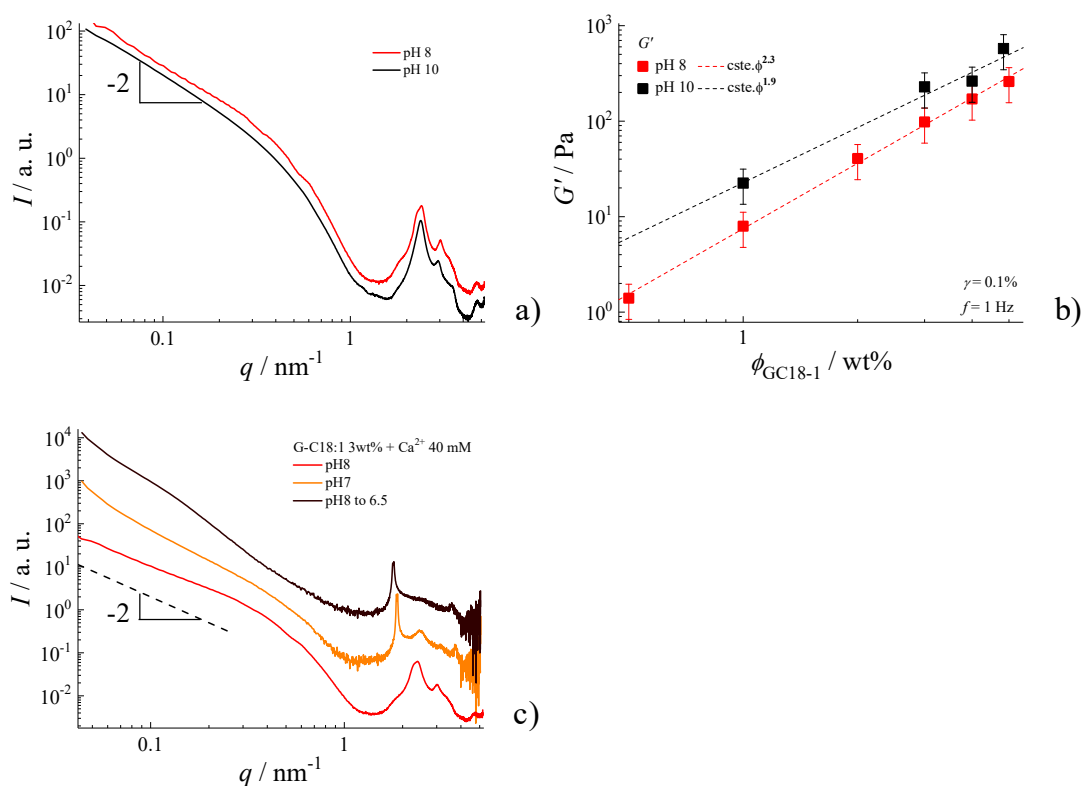 10²
10¹
10⁰
10⁻¹
10⁻²
I / a. u.
-2
pH 8
pH 10
0.1
1
q / nm⁻¹
a)
10³
10²
10¹
10⁰
G' / Pa
G'
pH 8 cste.ϕ²·³
pH 10 cste.ϕ¹·⁹
γ = 0.1%
f = 1 Hz
1
ϕGC18-1 / wt%
b)
10⁴
10³
10²
10¹
10⁰
10⁻¹
10⁻²
I / a. u.
G-C18:1 3wt% + Ca²⁺ 40 mM
pH8
pH7
pH8 to 6.5
-2
0.1
1
q / nm⁻¹
c)